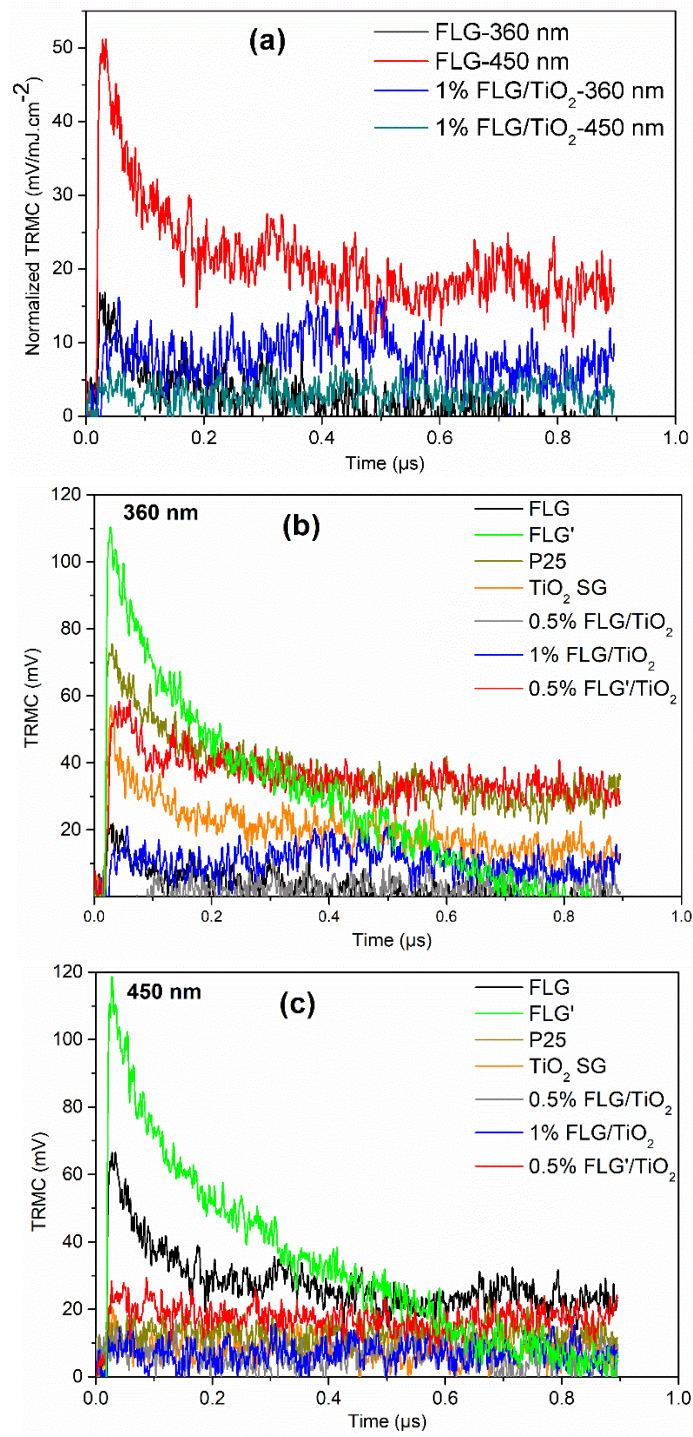 (a)
FLG-360 nm
FLG-450 nm
1% FLG/TiO₂-360 nm
1% FLG/TiO₂-450 nm
Normalized TRMC (mV/mJ.cm⁻²)
50
40
30
20
10
0
0.0 0.2 0.4 0.6 0.8 1.0
Time (µs)
360 nm
(b)
FLG
FLG'
P25
TiO₂ SG
0.5% FLG/TiO₂
1% FLG/TiO₂
0.5% FLG'/TiO₂
TRMC (mV)
120
100
80
60
40
20
0.0 0.2 0.4 0.6 0.8 1.0
Time (µs)
450 nm
(c)
FLG
FLG'
P25
TiO₂ SG
0.5% FLG/TiO₂
1% FLG/TiO₂
0.5% FLG'/TiO₂
TRMC (mV)
120
100
80
60
40
20
0
0.0 0.2 0.4 0.6 0.8 1.0
Time (µs)